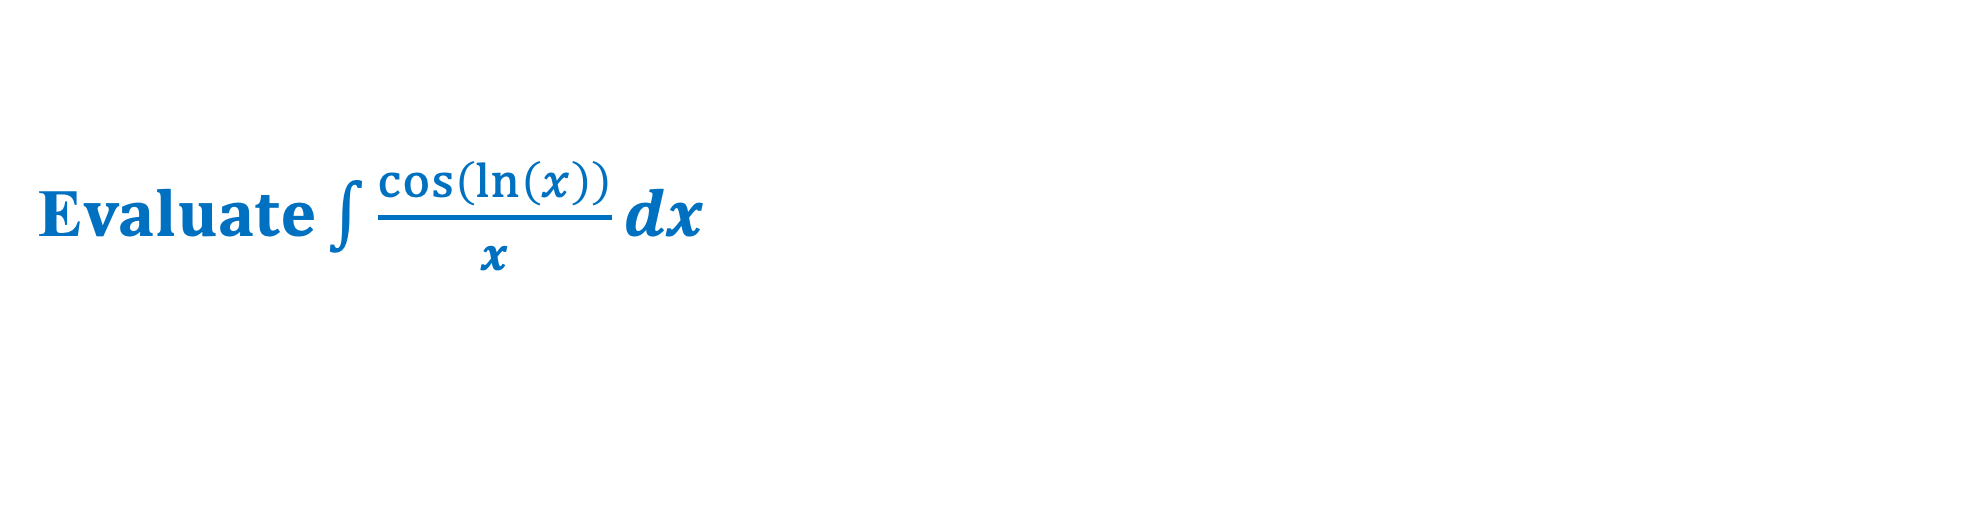 Evaluate ∫ cos(ln(x))/x dx